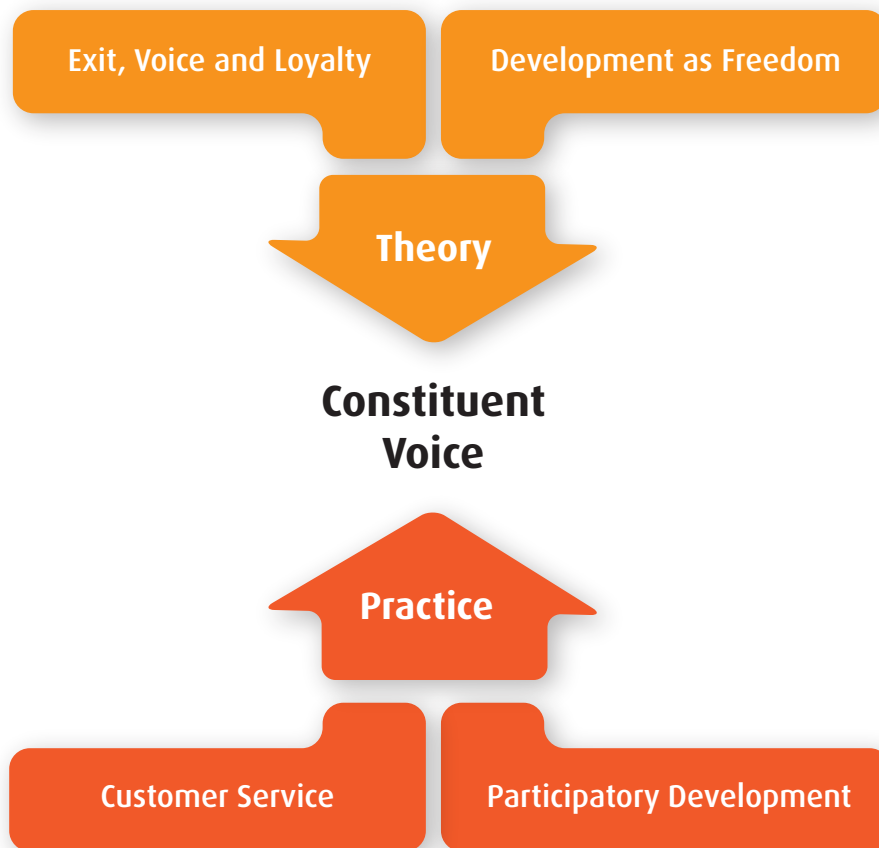 Exit, Voice and Loyalty
Development as Freedom
Theory
Constituent
Voice
Practice
Customer Service
Participatory Development